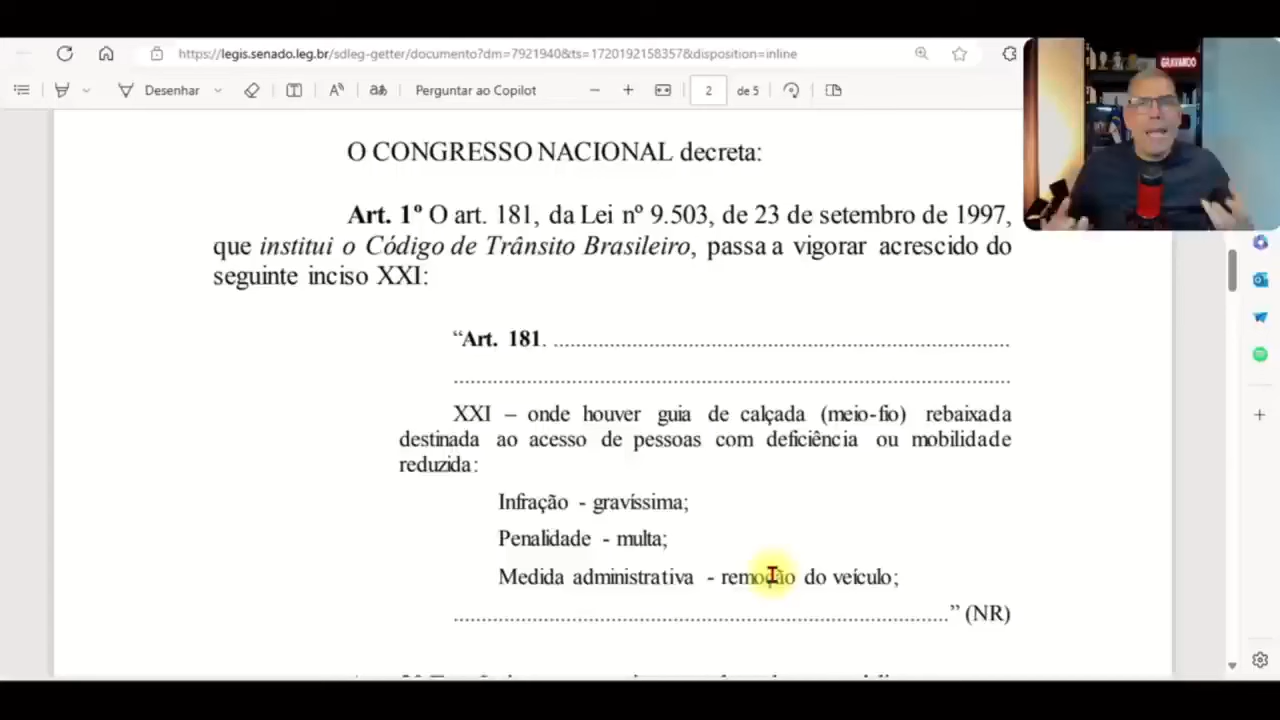 https://legis.senado.leg.br/sdleg-getter/documento?dm=7921940&ts=1720192158357&disposition=inline
Desenhar
Perguntar ao Copilot
2
de 5
GRAVANDO
O CONGRESSO NACIONAL decreta:
Art. 1º O art. 181, da Lei nº 9.503, de 23 de setembro de 1997,
que institui o Código de Trânsito Brasileiro, passa a vigorar acrescido do
seguinte inciso XXI:
“Art. 181. ................................................................................
................................................................................
XXI – onde houver guia de calçada (meio-fio) rebaixada
destinada ao acesso de pessoas com deficiência ou mobilidade
reduzida:
Infração - gravíssima;
Penalidade - multa;
Medida administrativa - remoção do veículo;
................................................................................” (NR)